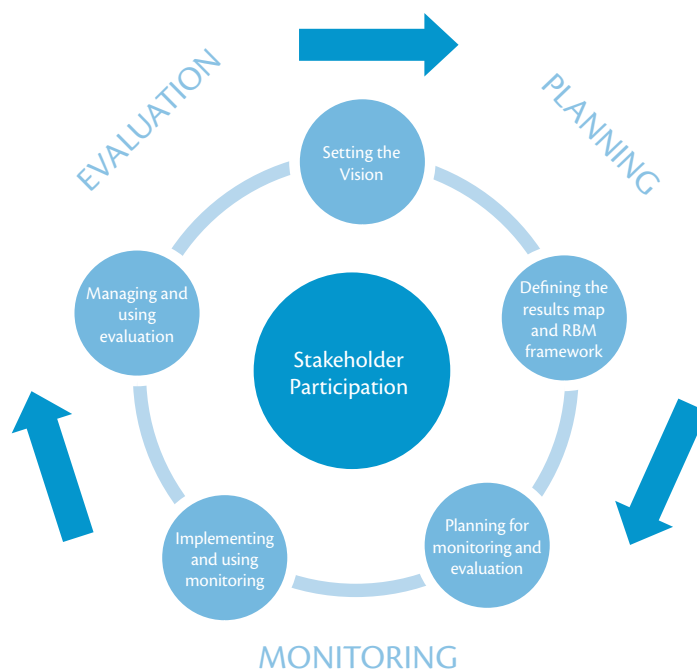 EVALUATION
PLANNING
Setting the
Vision
Managing and
using
evaluation
Defining the
results map
and RBM
framework
Stakeholder
Participation
Implementing
and using
monitoring
Planning for
monitoring and
evaluation
MONITORING